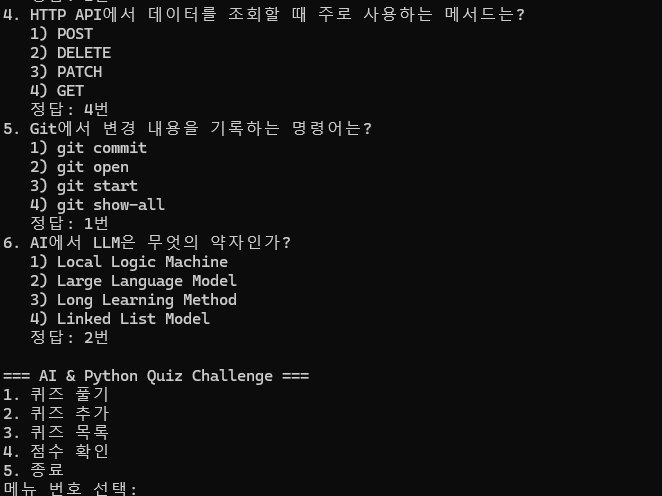 4. HTTP API에서 데이터를 조회할 때 주로 사용하는 메서드는?
1) POST
2) DELETE
3) PATCH
4) GET
정답: 4번
5. Git에서 변경 내용을 기록하는 명령어는?
1) git commit
2) git open
3) git start
4) git show-all
정답: 1번
6. AI에서 LLM은 무엇의 약자인가?
1) Local Logic Machine
2) Large Language Model
3) Long Learning Method
4) Linked List Model
정답: 2번
=== AI & Python Quiz Challenge ===
1. 퀴즈 풀기
2. 퀴즈 추가
3. 퀴즈 목록
4. 점수 확인
5. 종료
메뉴 번호 선택: